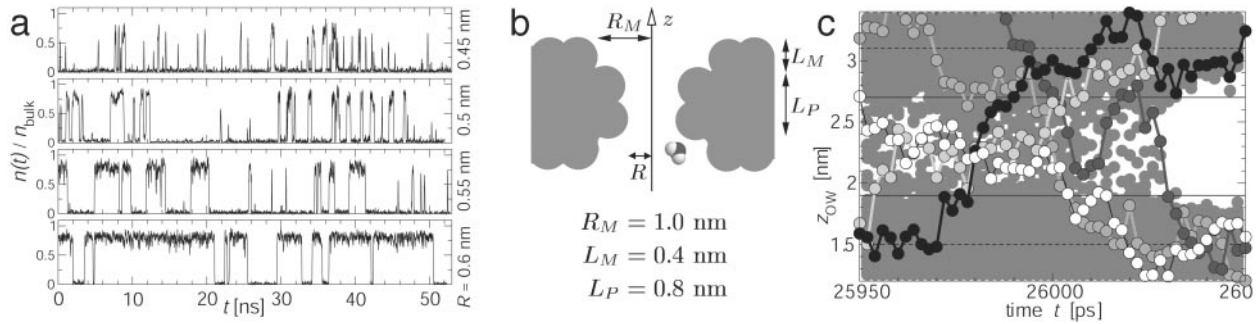 a
n(t) / n_bulk
1
0.5
0
0.45 nm
1
0.5
0
0.5 nm
1
0.5
0
0.55 nm
1
0.5
0
R = 0.6 nm
0 10 20 30 40 50
t [ns]
b
R_M
z
L_M
L_P
R
R_M = 1.0 nm
L_M = 0.4 nm
L_P = 0.8 nm
c
z_OW [nm]
3
2.5
2
1.5
25950 26000 260
time t [ps]